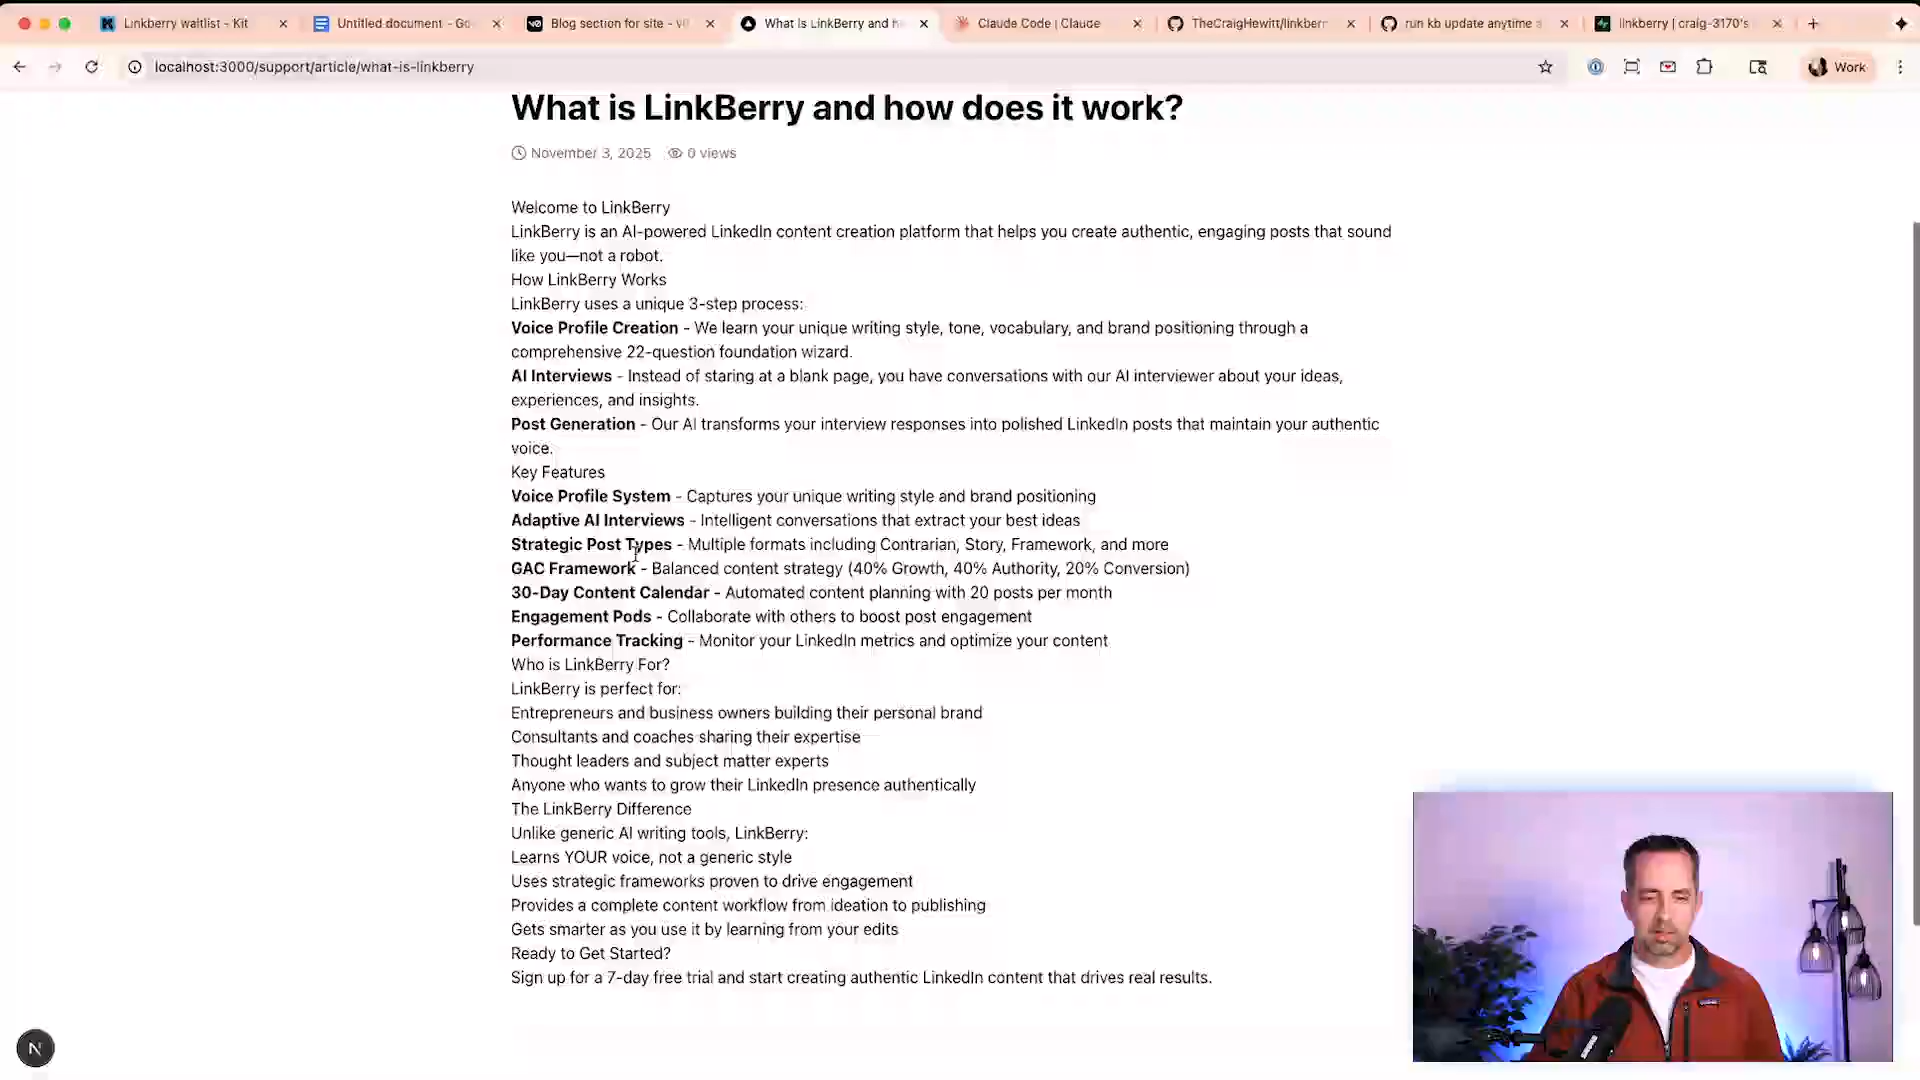 Linkberry waitlist - Kit
Untitled document - Go
Blog section for site - v0
What is LinkBerry and h
Claude Code | Claude
TheCraigHewitt/linkberr
run kb update anytime s
linkberry | craig-3170's
localhost:3000/support/article/what-is-linkberry
Work
What is LinkBerry and how does it work?
November 3, 2025 0 views
Welcome to LinkBerry
LinkBerry is an AI-powered LinkedIn content creation platform that helps you create authentic, engaging posts that sound
like you—not a robot.
How LinkBerry Works
LinkBerry uses a unique 3-step process:
Voice Profile Creation - We learn your unique writing style, tone, vocabulary, and brand positioning through a
comprehensive 22-question foundation wizard.
AI Interviews - Instead of staring at a blank page, you have conversations with our AI interviewer about your ideas,
experiences, and insights.
Post Generation - Our AI transforms your interview responses into polished LinkedIn posts that maintain your authentic
voice.
Key Features
Voice Profile System - Captures your unique writing style and brand positioning
Adaptive AI Interviews - Intelligent conversations that extract your best ideas
Strategic Post Types - Multiple formats including Contrarian, Story, Framework, and more
GAC Framework - Balanced content strategy (40% Growth, 40% Authority, 20% Conversion)
30-Day Content Calendar - Automated content planning with 20 posts per month
Engagement Pods - Collaborate with others to boost post engagement
Performance Tracking - Monitor your LinkedIn metrics and optimize your content
Who is LinkBerry For?
LinkBerry is perfect for:
Entrepreneurs and business owners building their personal brand
Consultants and coaches sharing their expertise
Thought leaders and subject matter experts
Anyone who wants to grow their LinkedIn presence authentically
The LinkBerry Difference
Unlike generic AI writing tools, LinkBerry:
Learns YOUR voice, not a generic style
Uses strategic frameworks proven to drive engagement
Provides a complete content workflow from ideation to publishing
Gets smarter as you use it by learning from your edits
Ready to Get Started?
Sign up for a 7-day free trial and start creating authentic LinkedIn content that drives real results.
N